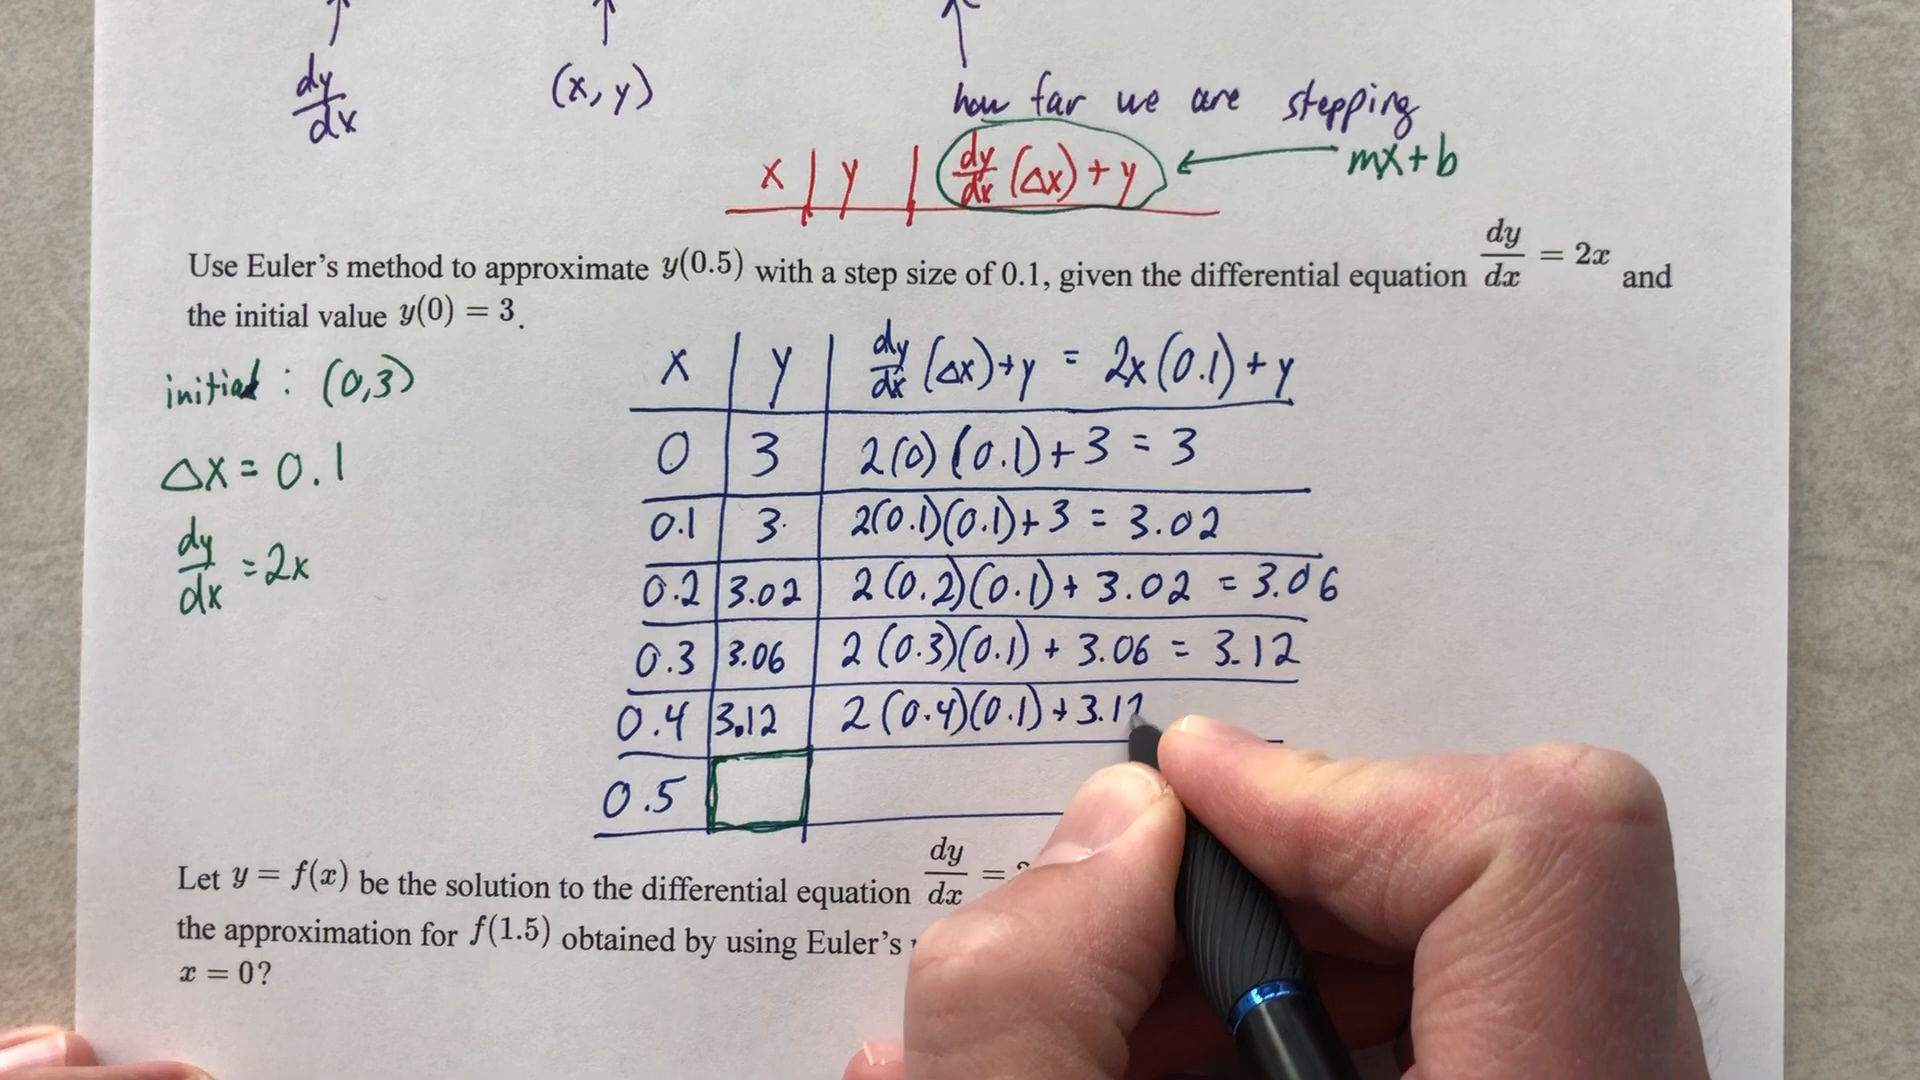 dy/dx (x, y) how far we are stepping
x | y | dy/dx (Δx) + y mx + b
Use Euler's method to approximate y(0.5) with a step size of 0.1, given the differential equation dy/dx = 2x and
the initial value y(0) = 3.
initial : (0,3)
Δx = 0.1
dy/dx = 2x
x | y | dy/dx (Δx) + y = 2x (0.1) + y
0 | 3 | 2(0)(0.1) + 3 = 3
0.1 | 3 | 2(0.1)(0.1) + 3 = 3.02
0.2 | 3.02 | 2(0.2)(0.1) + 3.02 = 3.06
0.3 | 3.06 | 2(0.3)(0.1) + 3.06 = 3.12
0.4 | 3.12 | 2(0.4)(0.1) + 3.12
0.5
Let y = f(x) be the solution to the differential equation dy/dx =
the approximation for f(1.5) obtained by using Euler's
x = 0?